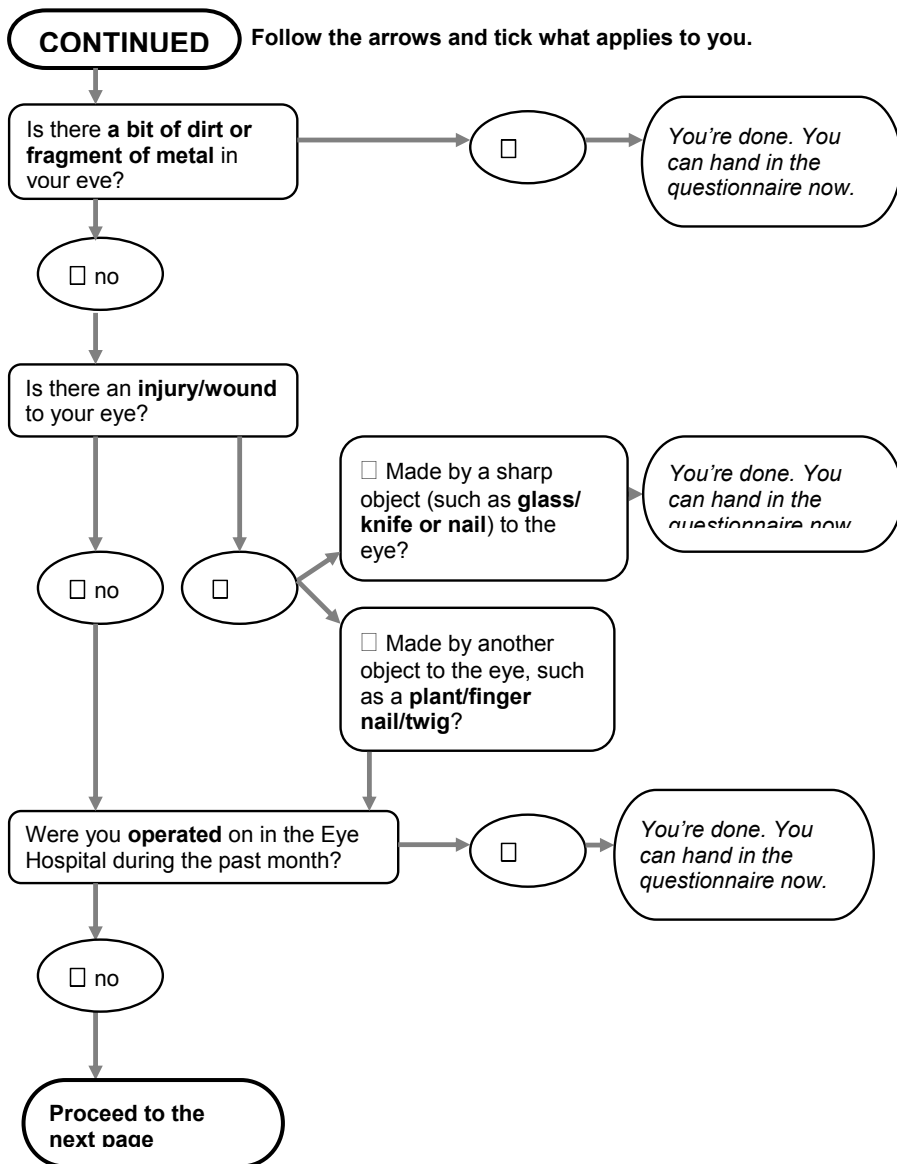 CONTINUED
Follow the arrows and tick what applies to you.
Is there a bit of dirt or
fragment of metal in
your eye?
☐
You're done. You
can hand in the
questionnaire now.
☐ no
Is there an injury/wound
to your eye?
☐ Made by a sharp
object (such as glass/
knife or nail) to the
eye?
You're done. You
can hand in the
questionnaire now
☐ no
☐
☐ Made by another
object to the eye, such
as a plant/finger
nail/twig?
Were you operated on in the Eye
Hospital during the past month?
☐
You're done. You
can hand in the
questionnaire now.
☐ no
Proceed to the
next page